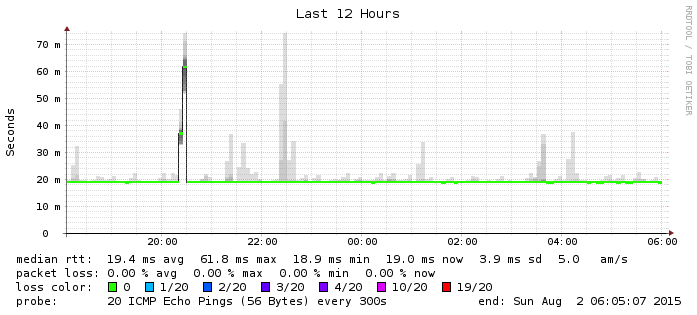 Last 12 Hours
RRDTOOL / TOBI OETIKER
Seconds
70 m
60 m
50 m
40 m
30 m
20 m
10 m
0
20:00 22:00 00:00 02:00 04:00 06:00
median rtt: 19.4 ms avg 61.8 ms max 18.9 ms min 19.0 ms now 3.9 ms sd 5.0 am/s
packet loss: 0.00 % avg 0.00 % max 0.00 % min 0.00 % now
loss color: 0 1/20 2/20 3/20 4/20 10/20 19/20
probe: 20 ICMP Echo Pings (56 Bytes) every 300s end: Sun Aug 2 06:05:07 2015